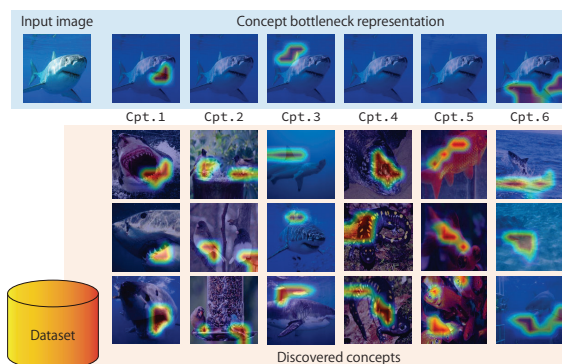 Input image
Concept bottleneck representation
Cpt.1
Cpt.2
Cpt.3
Cpt.4
Cpt.5
Cpt.6
Dataset
Discovered concepts